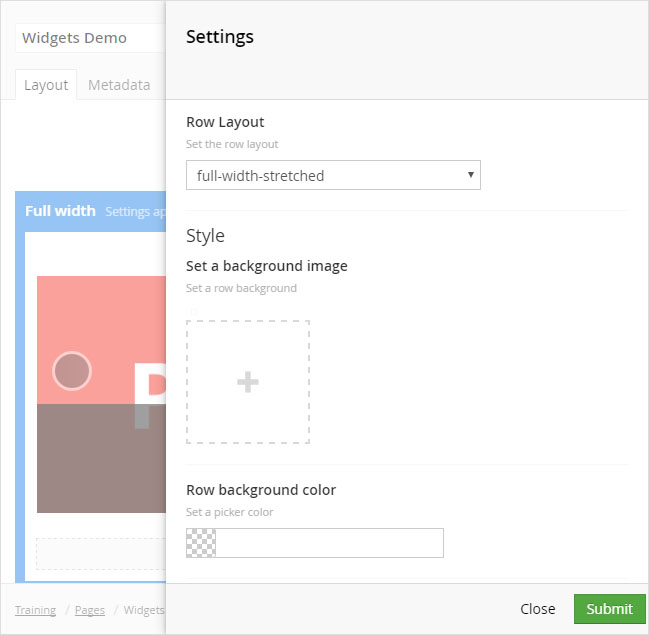 Widgets Demo
Layout Metadata
Full width Settings ap
P
Training / Pages / Widgets
Settings
Row Layout
Set the row layout
full-width-stretched
Style
Set a background image
Set a row background
Row background color
Set a picker color
Close Submit